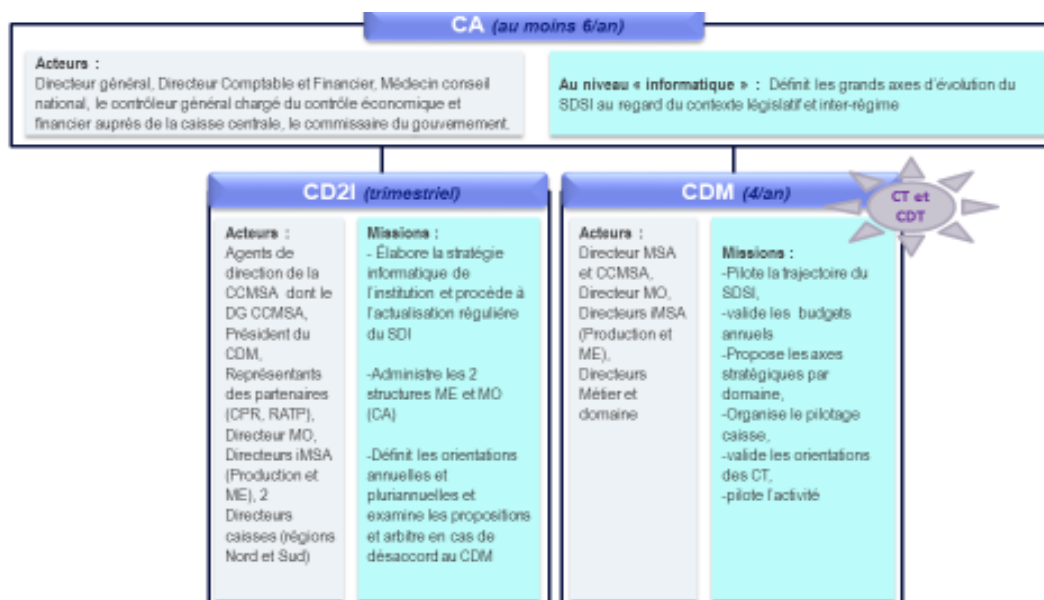 CA (au moins 6/an)
Acteurs :
Directeur général, Directeur Comptable et Financier, Médecin conseil
national, le contrôleur général chargé du contrôle économique et
financier auprès de la caisse centrale, le commissaire du gouvernement.
Au niveau « informatique » : Définit les grands axes d'évolution du
SDSI au regard du contexte législatif et inter-régime
CD2I (trimestriel)
Acteurs :
Agents de
direction de la
CCMSA dont le
DG CCMSA,
Président du
CDM,
Représentants
des partenaires
(CPR, RATP),
Directeur MO,
Directeurs iMSA
(Production et
ME), 2
Directeurs
caisses (régions
Nord et Sud)
Missions :
- Élabore la stratégie
informatique de
l'institution et procède à
l'actualisation régulière
du SDI
-Administre les 2
structures ME et MO
(CA)
-Définit les orientations
annuelles et
pluriannuelles et
examine les propositions
et arbitre en cas de
désaccord au CDM
CDM (4/an)
CT et
CDT
Acteurs :
Directeur MSA
et CCMSA,
Directeur MO,
Directeurs iMSA
(Production et
ME),
Directeurs
Métier et
domaine
Missions :
-Pilote la trajectoire du
SDSI,
-valide les budgets
annuels
-Propose les axes
stratégiques par
domaine,
-Organise le pilotage
caisse,
-valide les orientations
des CT,
-pilote l'activité